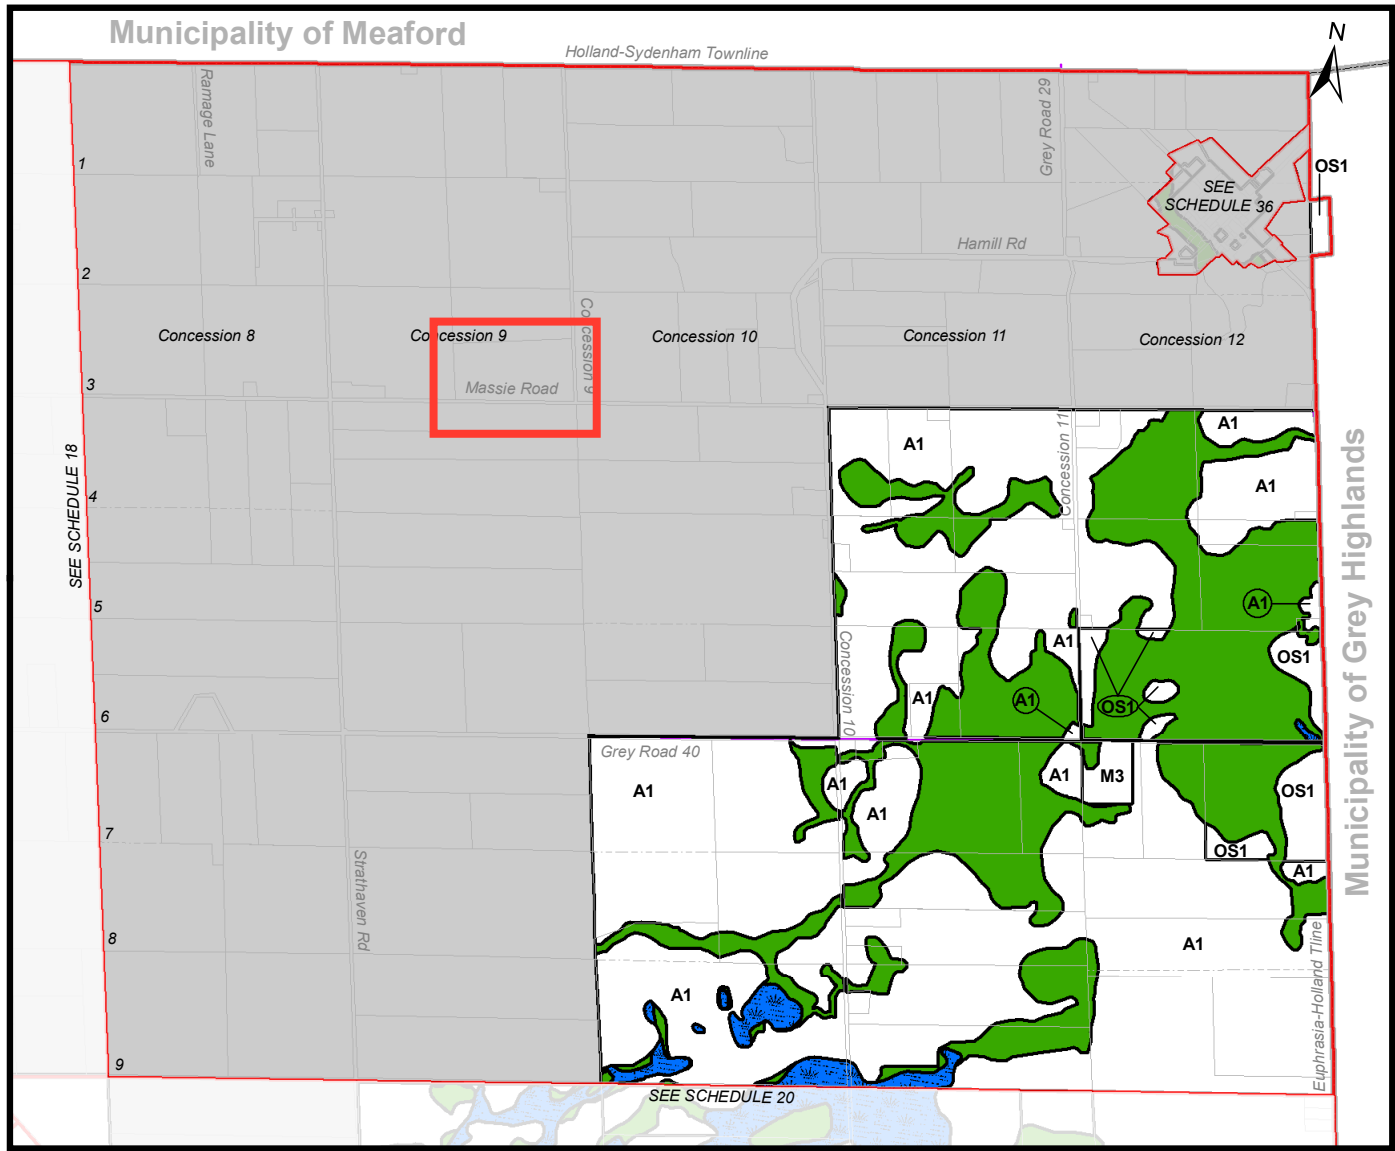 Municipality of Meaford
Holland-Sydenham Townline
N
Ramage Lane
Grey Road 29
1
OS1
SEE
SCHEDULE 36
Hamill Rd
2
Concession 8
Concession 9
Concession 9
Concession 10
Concession 11
Concession 12
3
Massie Road
A1
A1
Concession 11
A1
SEE SCHEDULE 18
4
Municipality of Grey Highlands
5
A1
Concession 10
A1
OS1
A1
A1
OS1
6
Grey Road 40
A1
A1
A1
M3
OS1
A1
7
OS1
A1
Strathaven Rd
8
A1
Euphrasia-Holland Tline
A1
9
SEE SCHEDULE 20